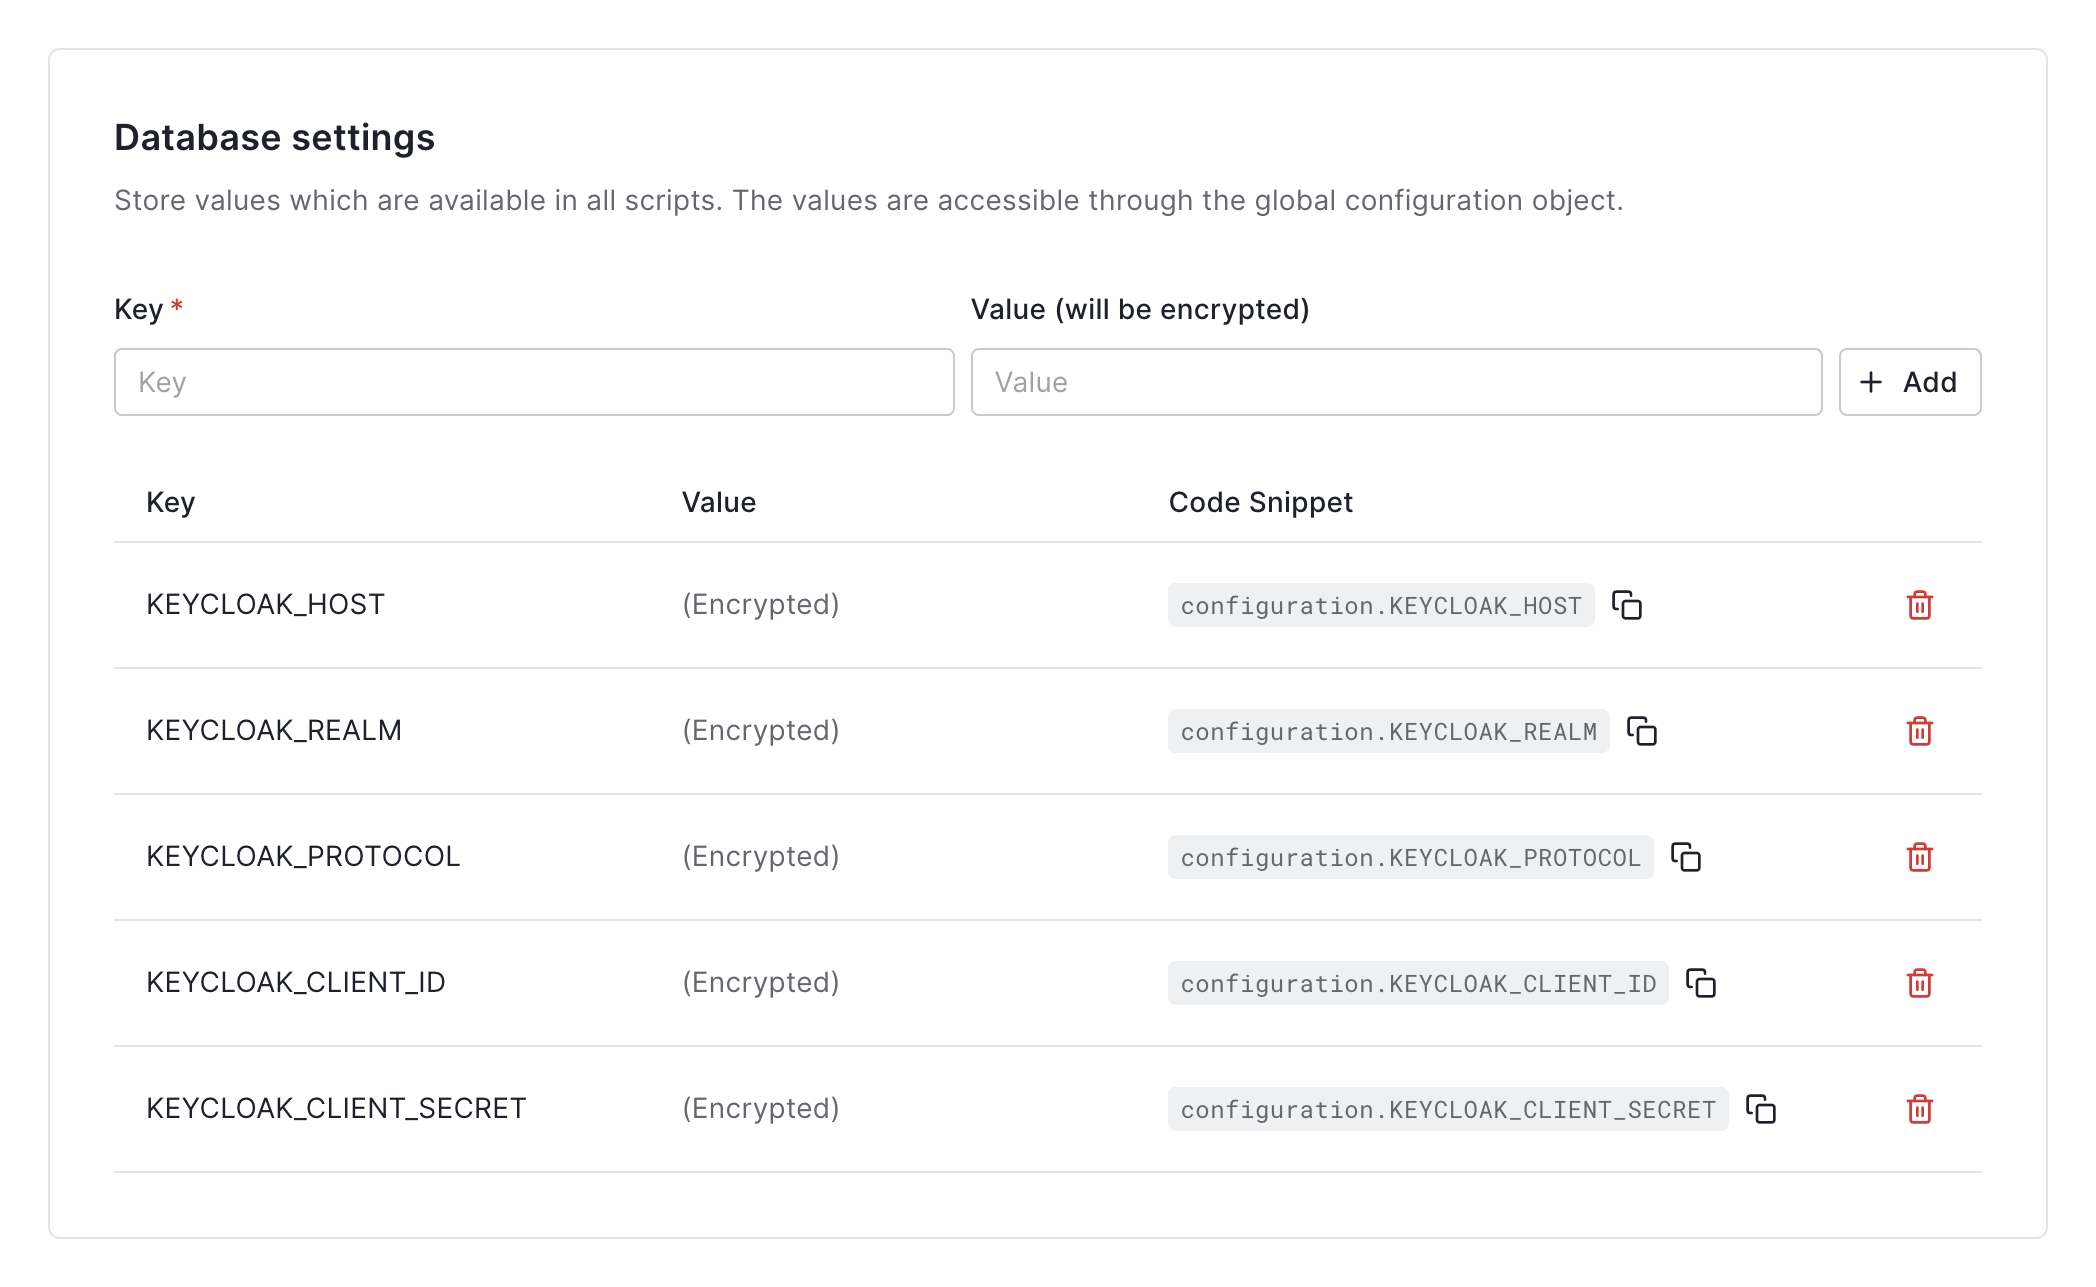 Database settings
Store values which are available in all scripts. The values are accessible through the global configuration object.
Key * Value (will be encrypted)
Key Value + Add
Key Value Code Snippet
KEYCLOAK_HOST (Encrypted) configuration.KEYCLOAK_HOST
KEYCLOAK_REALM (Encrypted) configuration.KEYCLOAK_REALM
KEYCLOAK_PROTOCOL (Encrypted) configuration.KEYCLOAK_PROTOCOL
KEYCLOAK_CLIENT_ID (Encrypted) configuration.KEYCLOAK_CLIENT_ID
KEYCLOAK_CLIENT_SECRET (Encrypted) configuration.KEYCLOAK_CLIENT_SECRET